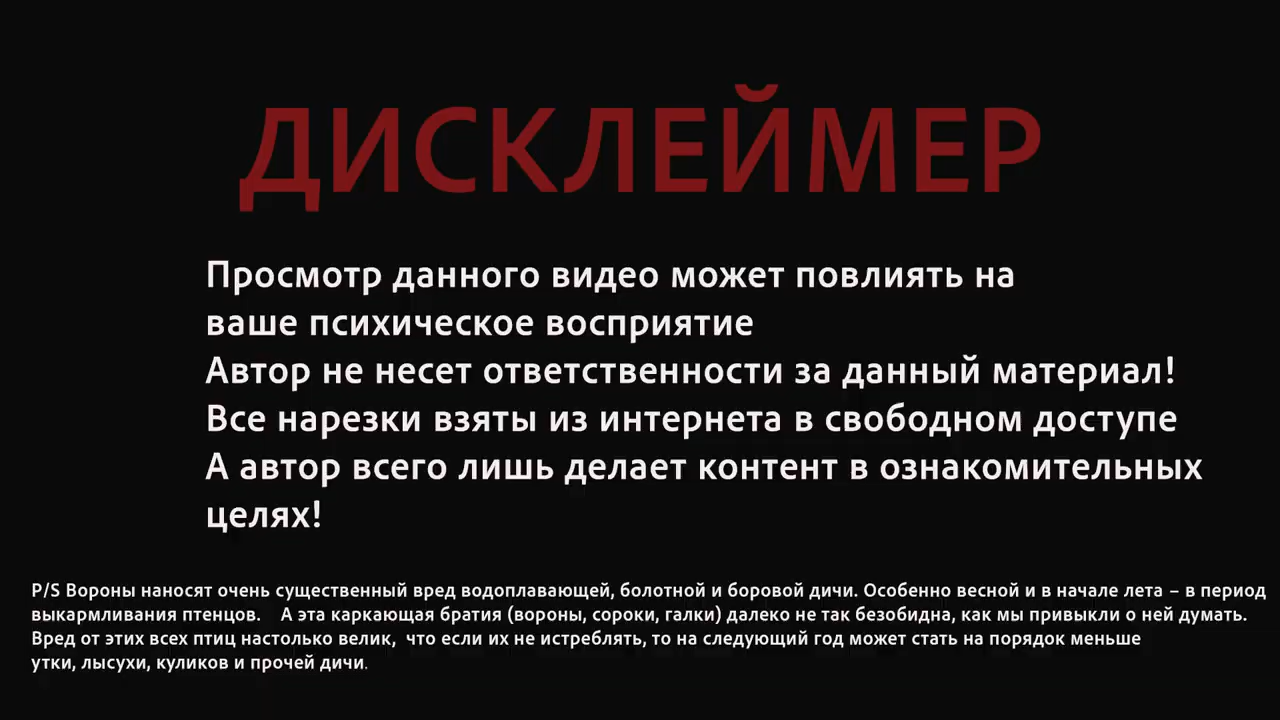 ДИСКЛЕЙМЕР
Просмотр данного видео может повлиять на
ваше психическое восприятие
Автор не несет ответственности за данный материал!
Все нарезки взяты из интернета в свободном доступе
А автор всего лишь делает контент в ознакомительных
целях!
P/S Вороны наносят очень существенный вред водоплавающей, болотной и боровой дичи. Особенно весной и в начале лета – в период
выкармливания птенцов. А эта каркающая братия (вороны, сороки, галки) далеко не так безобидна, как мы привыкли о ней думать.
Вред от этих всех птиц настолько велик, что если их не истреблять, то на следующий год может стать на порядок меньше
утки, лысухи, куликов и прочей дичи.